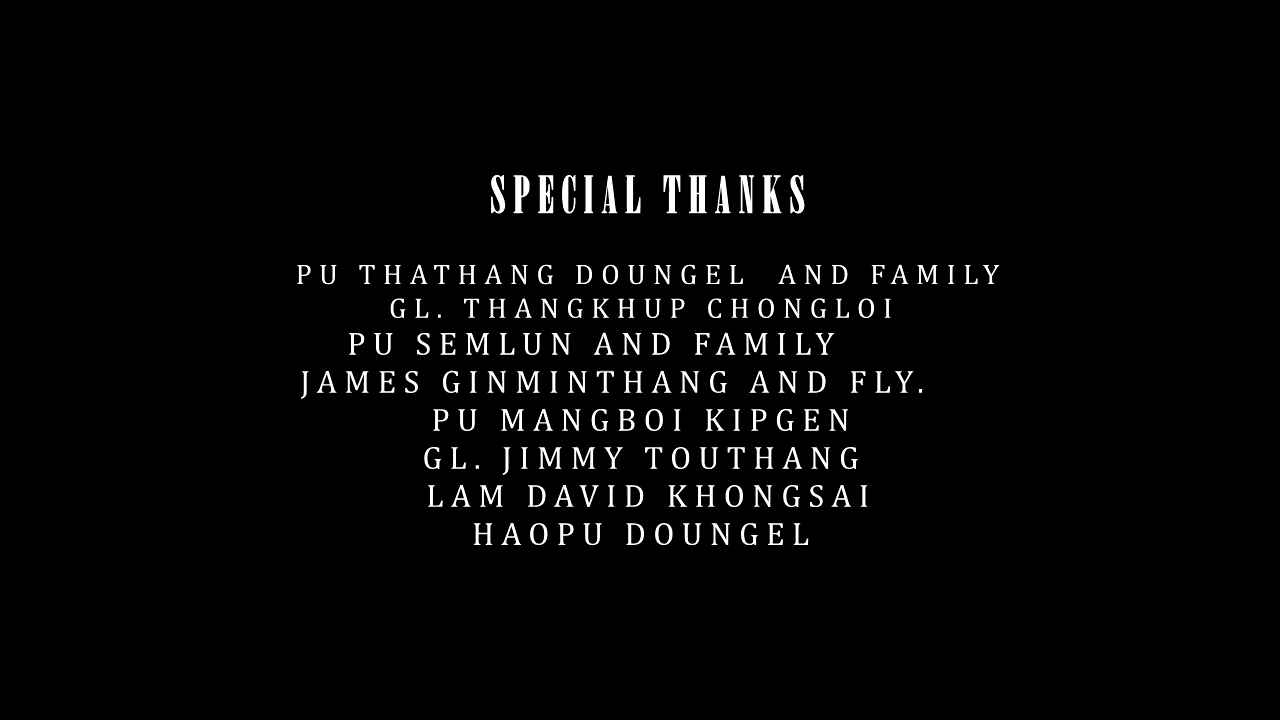 SPECIAL THANKS
PU THATHANG DOUNGEL AND FAMILY
GL. THANGKHUP CHONGLOI
PU SEMLUN AND FAMILY
JAMES GINMINTHANG AND FLY.
PU MANGBOI KIPGEN
GL. JIMMY TOUTHANG
LAM DAVID KHONGSAI
HAOPU DOUNGEL